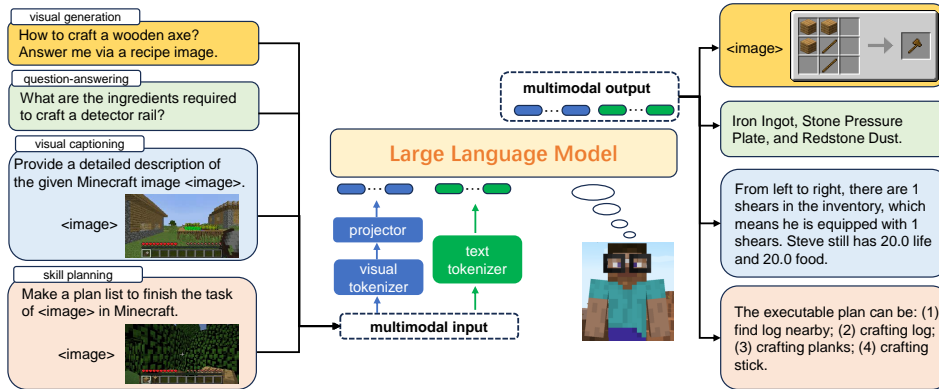 visual generation
How to craft a wooden axe?
Answer me via a recipe image.
question-answering
What are the ingredients required
to craft a detector rail?
visual captioning
Provide a detailed description of
the given Minecraft image <image>.
<image>
skill planning
Make a plan list to finish the task
of <image> in Minecraft.
<image>
multimodal output
Large Language Model
projector
visual
tokenizer
text
tokenizer
multimodal input
<image>
Iron Ingot, Stone Pressure
Plate, and Redstone Dust.
From left to right, there are 1
shears in the inventory, which
means he is equipped with 1
shears. Steve still has 20.0 life
and 20.0 food.
The executable plan can be: (1)
find log nearby; (2) crafting log;
(3) crafting planks; (4) crafting
stick.